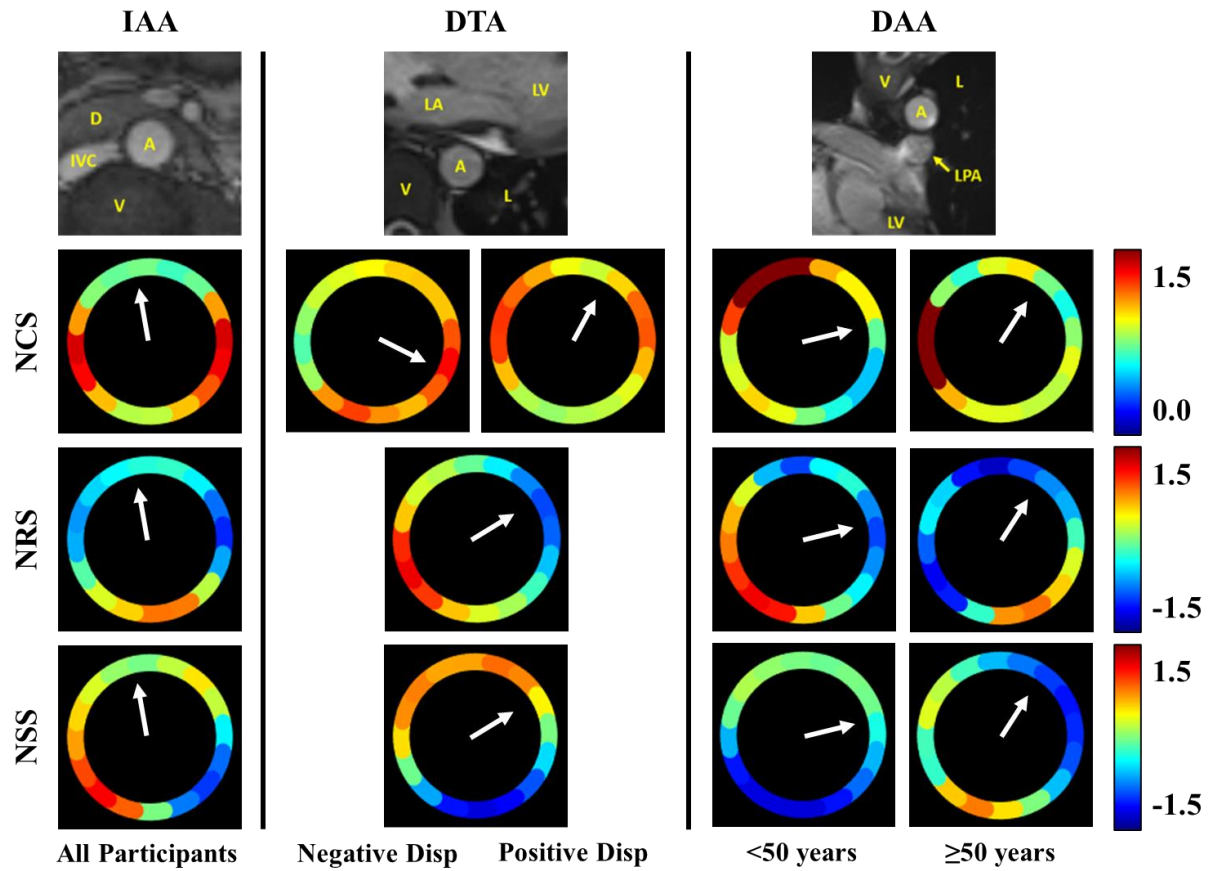 IAA DTA DAA
D A IVC V
LA LV A V L
V L A LPA LV
NCS
1.5
0.0
NRS
1.5
-1.5
NSS
1.5
-1.5
All Participants Negative Disp Positive Disp <50 years ≥50 years